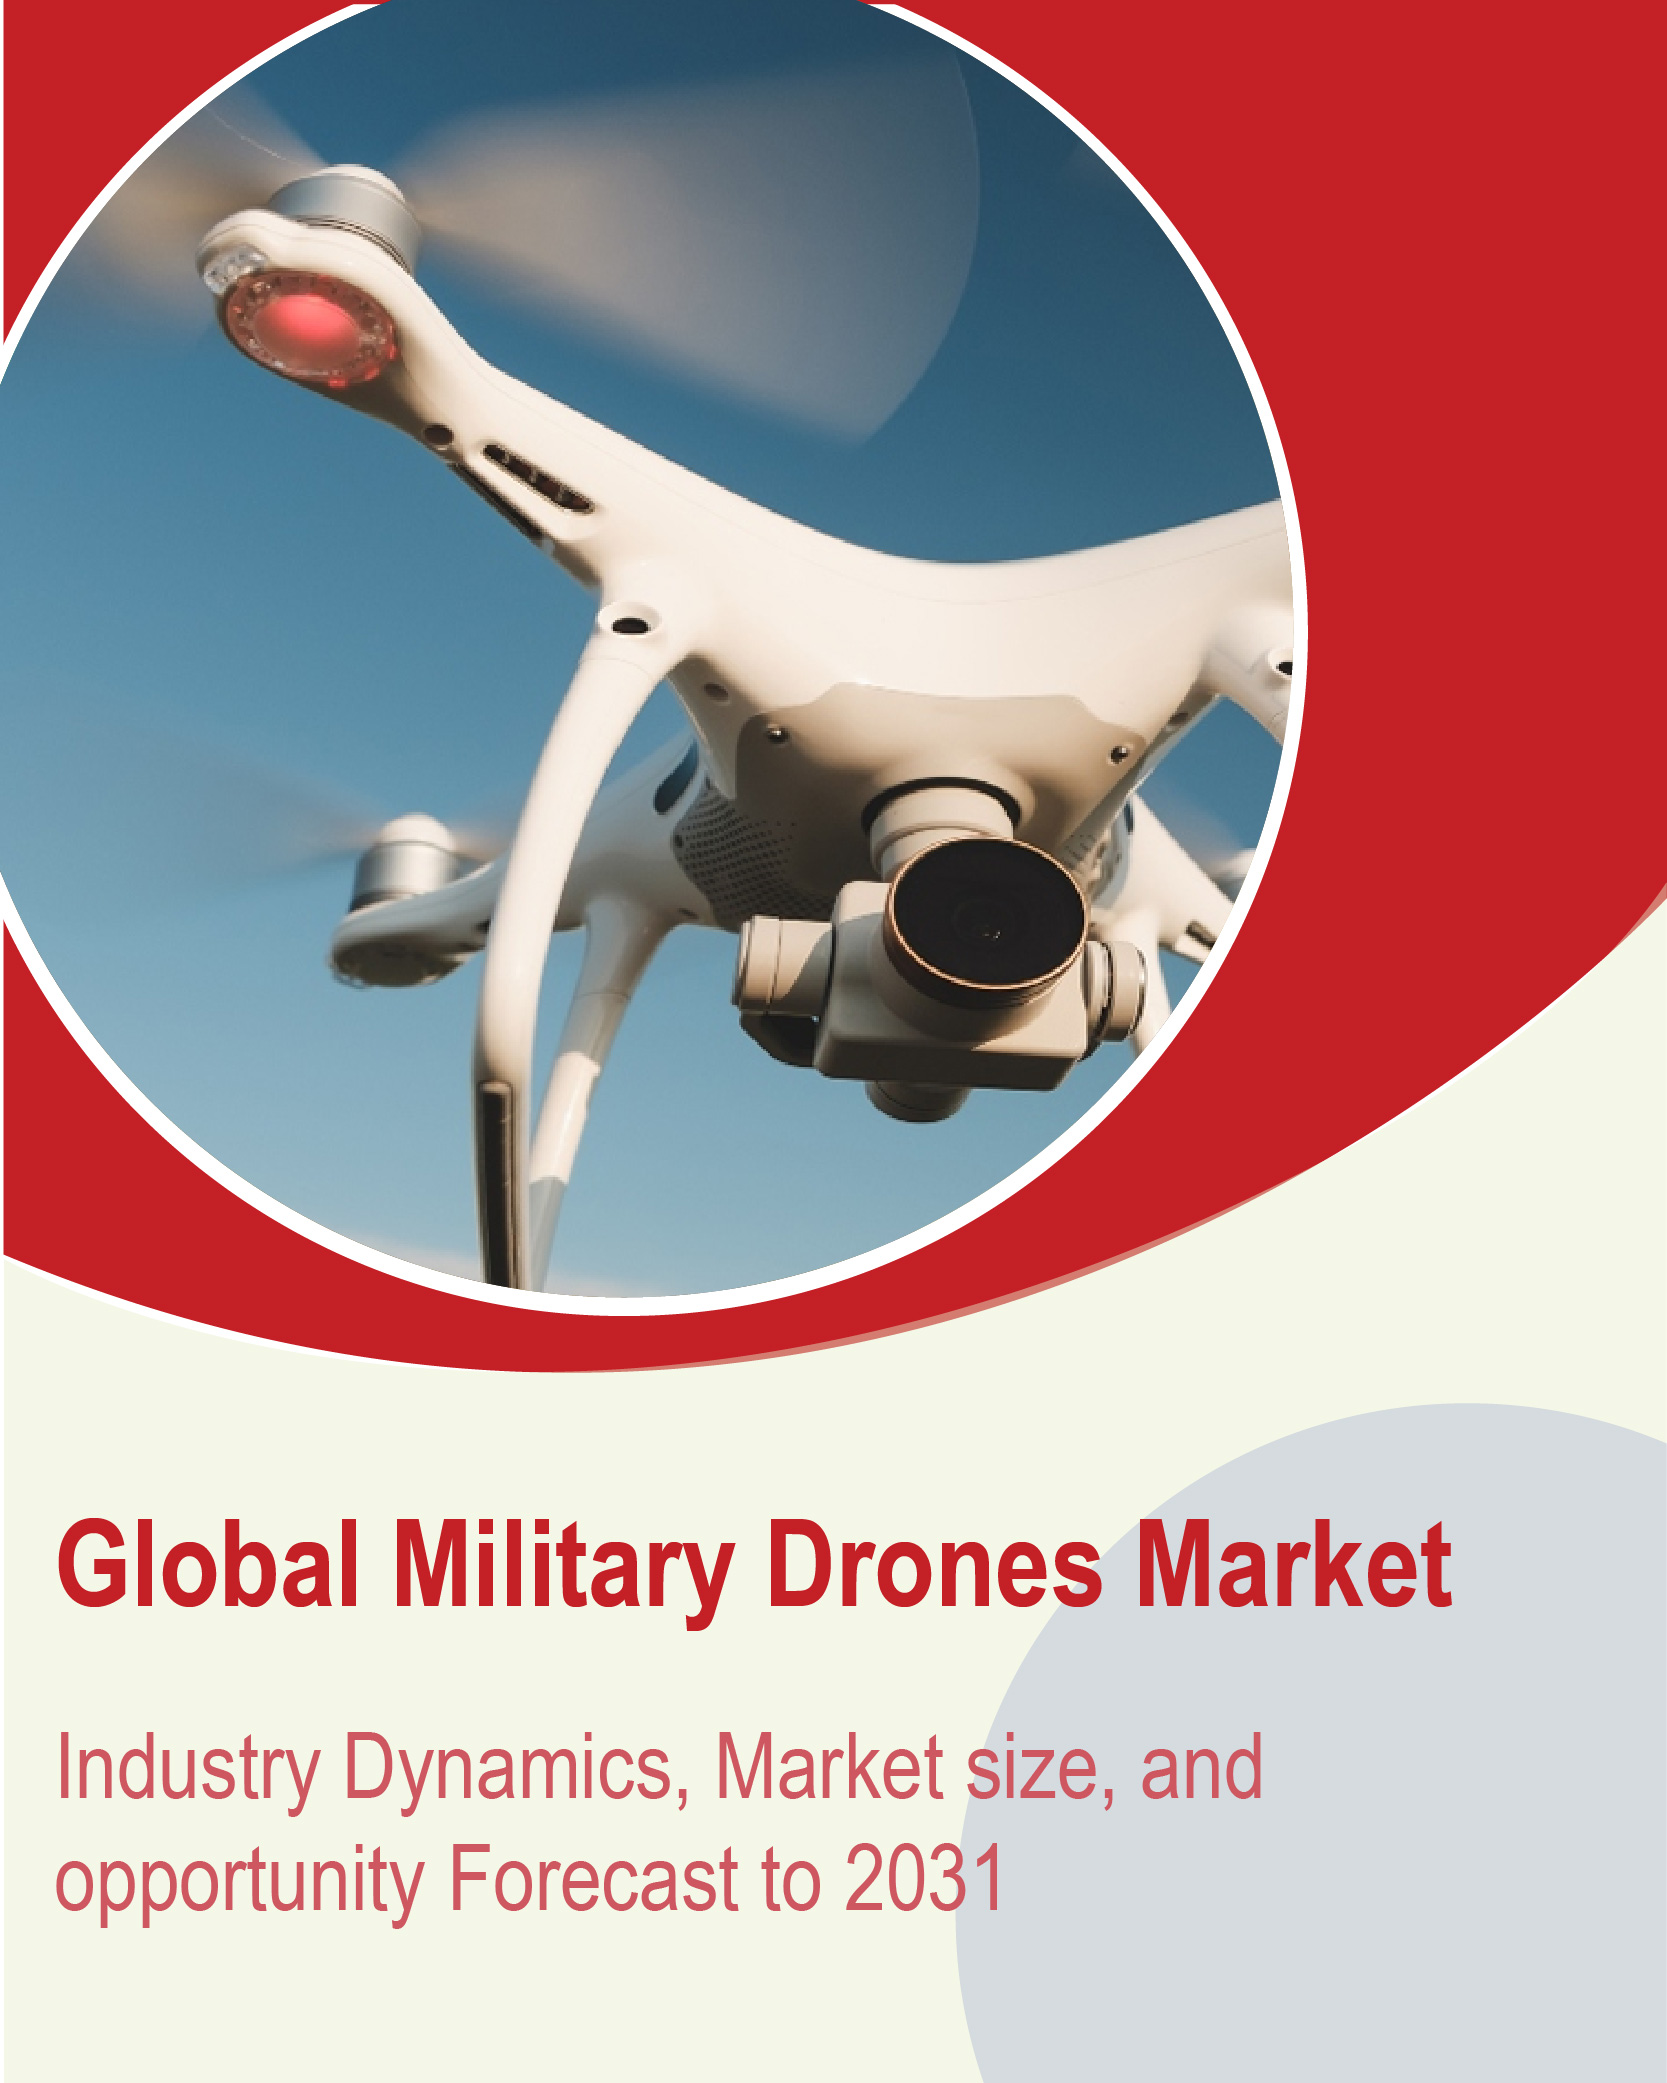 Global Military Drones Market
Industry Dynamics, Market size, and
opportunity Forecast to 2031